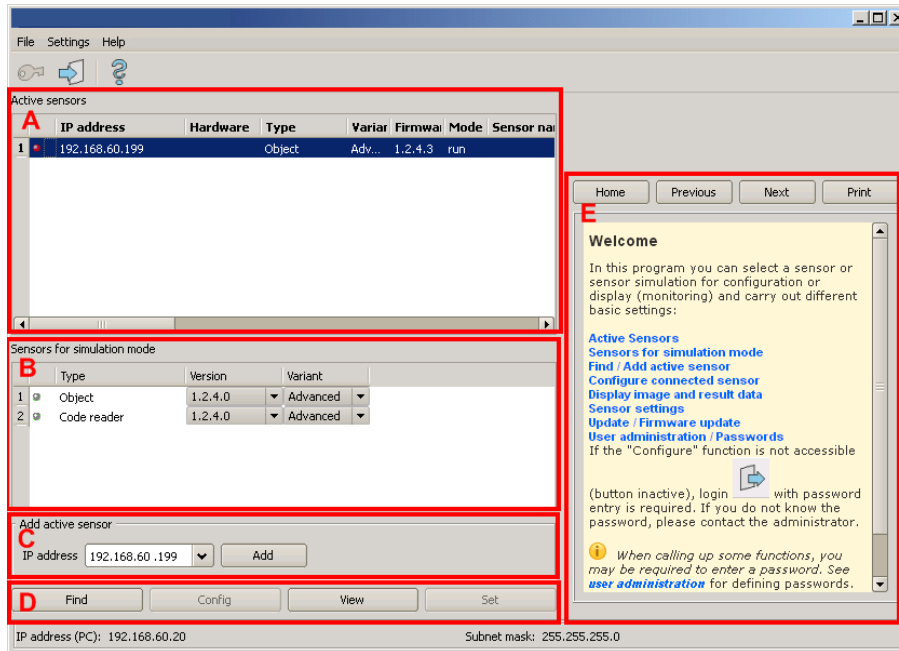 File Settings Help
Active sensors
A
IP address Hardware Type Varian Firmwar Mode Sensor nar
1 192.168.60.199 Object Adv... 1.2.4.3 run
Sensors for simulation mode
B
Type Version Variant
1 Object 1.2.4.0 Advanced
2 Code reader 1.2.4.0 Advanced
Add active sensor
C
IP address 192.168.60 .199 Add
D
Find Config View Set
IP address (PC): 192.168.60.20 Subnet mask: 255.255.255.0
Home Previous Next Print
E
Welcome
In this program you can select a sensor or
sensor simulation for configuration or
display (monitoring) and carry out different
basic settings:
Active Sensors
Sensors for simulation mode
Find / Add active sensor
Configure connected sensor
Display image and result data
Sensor settings
Update / Firmware update
User administration / Passwords
If the "Configure" function is not accessible
(button inactive), login with password
entry is required. If you do not know the
password, please contact the administrator.
When calling up some functions, you
may be required to enter a password. See
user administration for defining passwords.